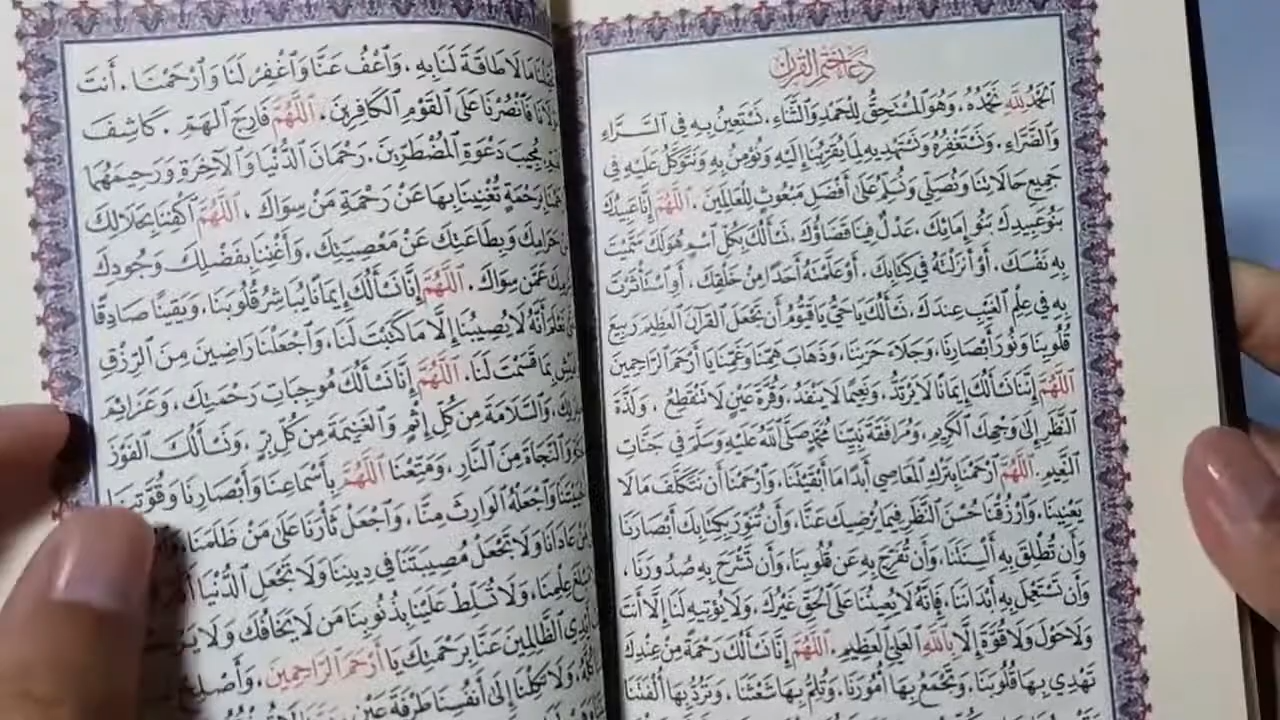 دعاء ختم القرآن
الحمد لله نحمده، وهو المستحق للحمد والثناء، نستعين به في السراء
والضراء، ونستغفره ونستهديه لما يقربنا إليه ونؤمن به ونتوكل عليه في
جميع حالاتنا ونصلي ونسلم على أفضل مبعوث للعالمين. اللهم إنا عبيدك
بنو عبيدك بنو إمائك، عدل فينا قضاؤك، نسألك بكل اسم هو لك سميت
به نفسك، أو أنزلته في كتابك، أو علمته أحدا من خلقك، أو استأثرت
به في علم الغيب عندك، نسألك يا حي يا قيوم أن تجعل القرآن العظيم ربيع
قلوبنا ونور أبصارنا، وجلاء حزننا، وذهاب همنا وغمنا يا أرحم الراحمين
اللهم إننا نسألك إيمانا لا يرتد، ونعيما لا ينفد، وقرة عين لا تنقطع، ولذة
النظر إلى وجهك الكريم، ومرافقة نبينا محمد صلى الله عليه وسلم في جنات
النعيم. اللهم ارحمنا بترك المعاصي أبدا ما أبقيتنا، وارحمنا أن نتكلف ما لا
يعنينا، وارزقنا حسن النظر فيما يرضيك عنا، وأن تنور بكتابك أبصارنا
وأن تطلق به ألسنتنا، وأن تفرج به عن قلوبنا، وأن تشرح به صدورنا،
وأن تستعمل به أبداننا، فإنه لا يعيننا على الحق غيرك، ولا يؤتيه لنا إلا أنت
ولا حول ولا قوة إلا بالله العلي العظيم. اللهم إنا نسألك رحمة من عندك
تهدي بها قلوبنا، وتجمع بها أمورنا، وتلم بها شعثنا، وترد بها ألفتنا
ما لا طاقة لنا به، واعف عنا واغفر لنا وارحمنا. أنت
مولانا فانصرنا على القوم الكافرين. اللهم فارج الهم. كاشف
مجيب دعوة المضطرين. رحمان الدنيا والآخرة ورحيمهما
رحمة تغنينا بها عن رحمة من سواك. اللهم اكفنا بحلالك
حرامك وبطاعتك عن معصيتك، وأغننا بفضلك وجودك
عمن سواك. اللهم إنا نسألك إيمانا يباشر قلوبنا، ويقينا صادقا
نعلم أنه لا يصيبنا إلا ما كتبت لنا، واجعلنا راضين من الرزق
بما قسمت لنا. اللهم إنا نسألك موجبات رحمتك، وعزائم
والسلامة من كل إثم والغنيمة من كل بر، ونسألك الفوز
والنجاة من النار، ومتعنا اللهم بأسماعنا وأبصارنا وقوتنا
واجعله الوارث منا، واجعل ثأرنا على من ظلمنا
من عادانا ولا تجعل مصيبتنا في ديننا ولا تجعل الدنيا
علمنا، ولا تسلط علينا بذنوبنا من لا يخافك ولا
الظالمين عنا برحمتك يا أرحم الراحمين، وأصلح
ولا تكلنا إلى أنفسنا طرفة عين